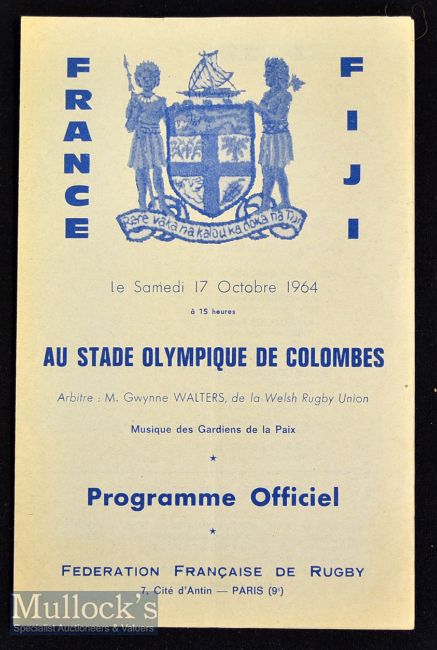 FRANCE
FIJI
Rere vaka na kalou ka doka na Tui
Le Samedi 17 Octobre 1964
à 15 heures
AU STADE OLYMPIQUE DE COLOMBES
Arbitre : M. Gwynne WALTERS, de la Welsh Rugby Union
Musique des Gardiens de la Paix
★
Programme Officiel
★
FEDERATION FRANÇAISE DE RUGBY
7, Cité d'Antin — PARIS (9e)
Mullock's
Specialist Auctioneers & Valuers